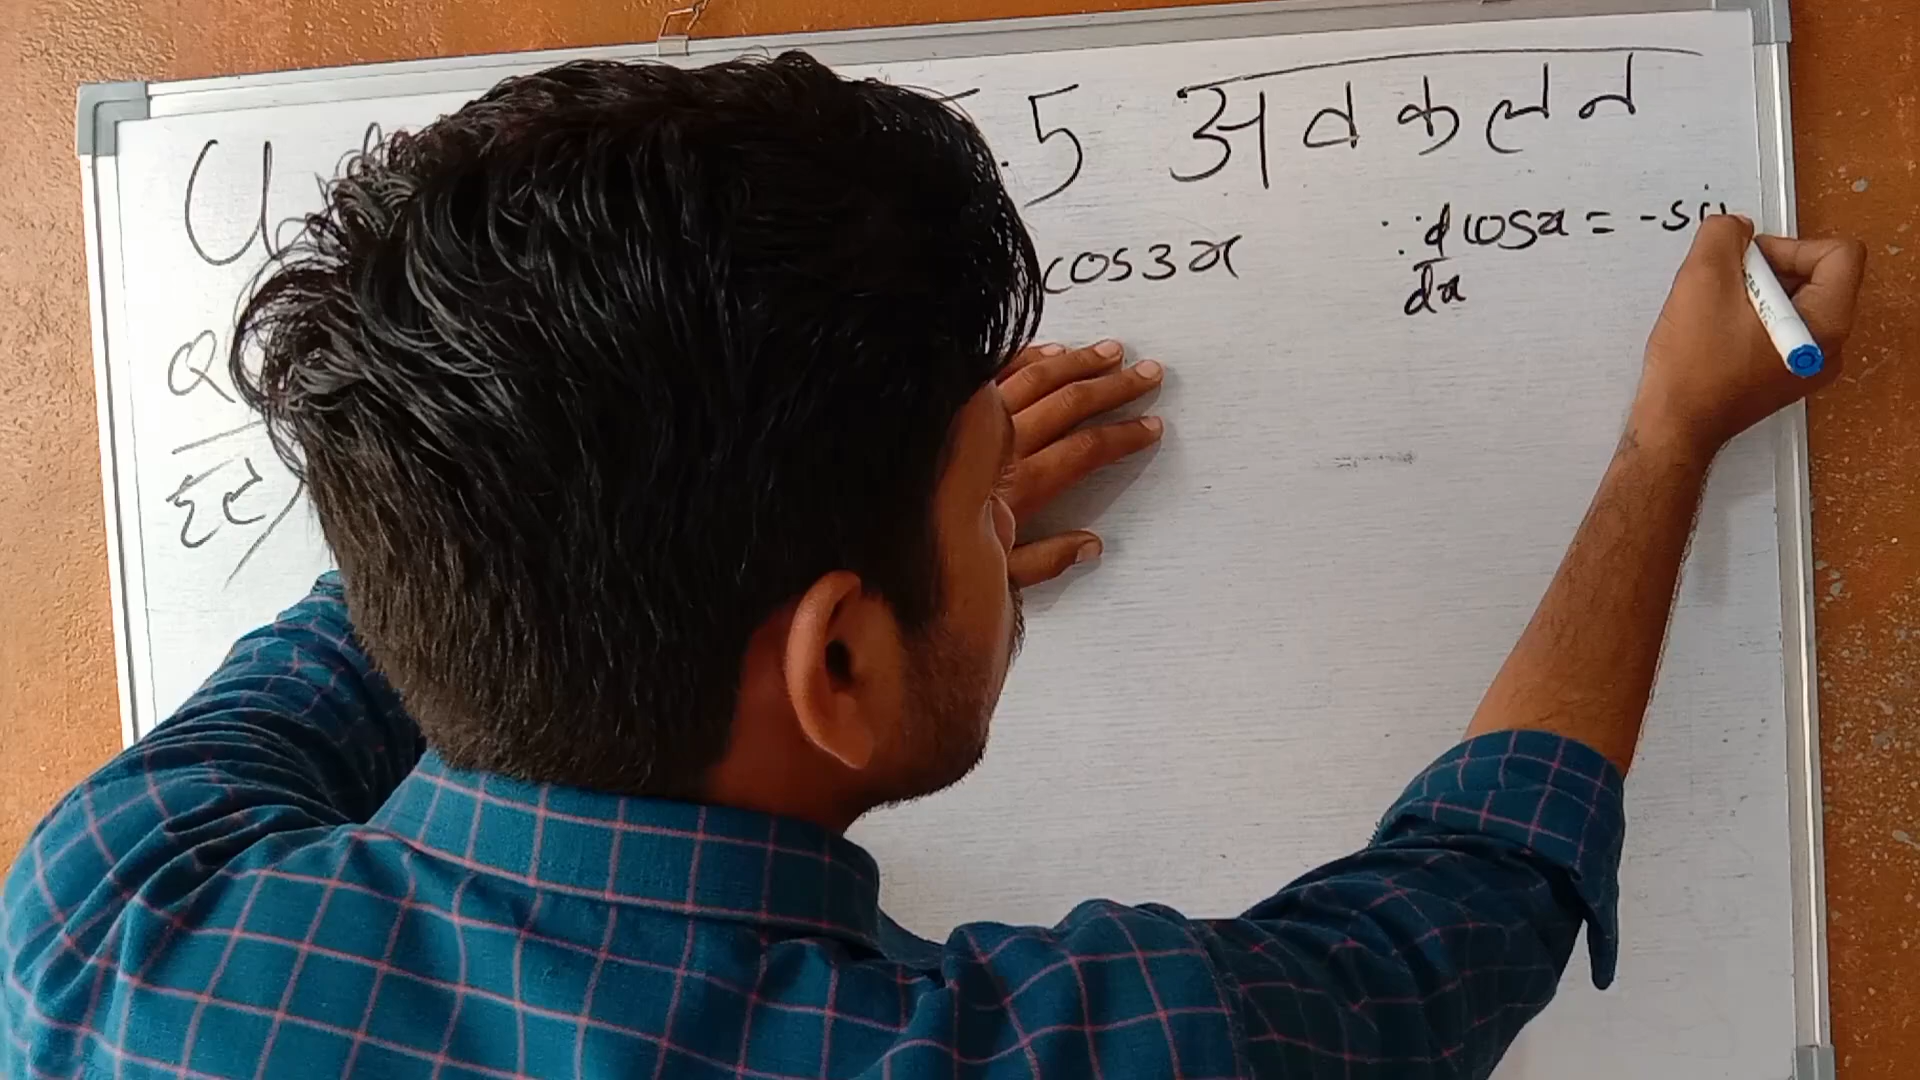 .5 अवकलन
cos3x
∵ d cosx = -si
dx
Q
हल